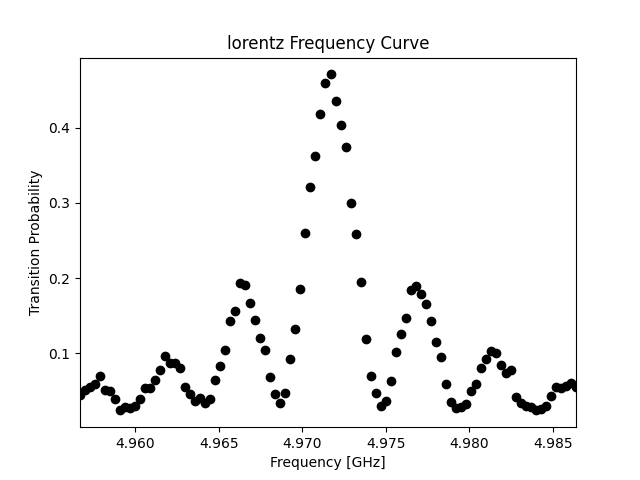 lorentz Frequency Curve
Transition Probability
0.4
0.3
0.2
0.1
4.960 4.965 4.970 4.975 4.980 4.985
Frequency [GHz]